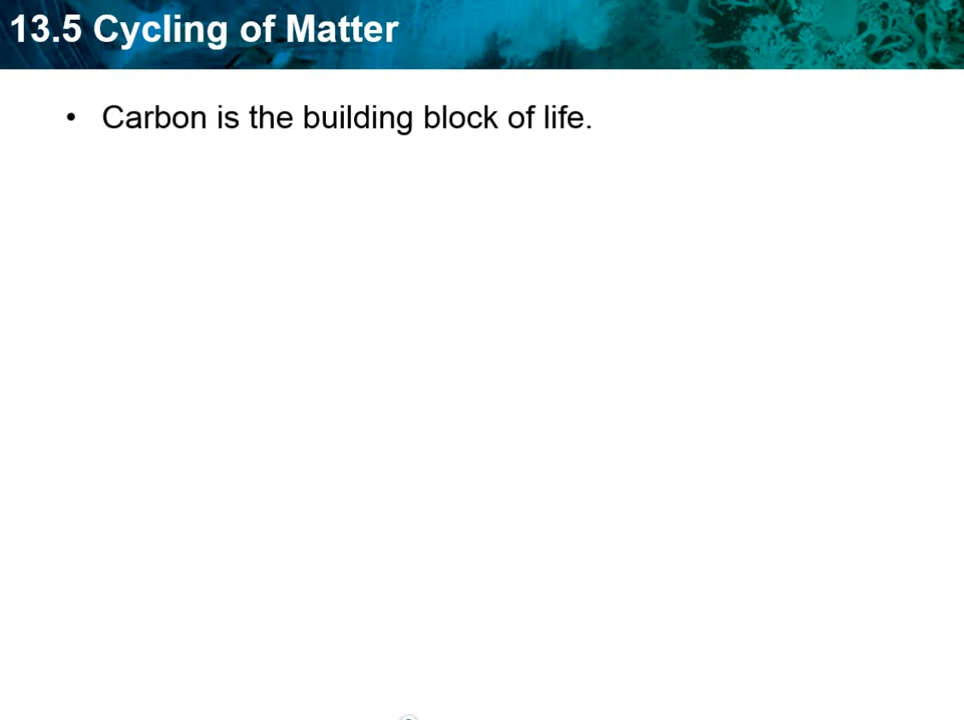 13.5 Cycling of Matter
• Carbon is the building block of life.